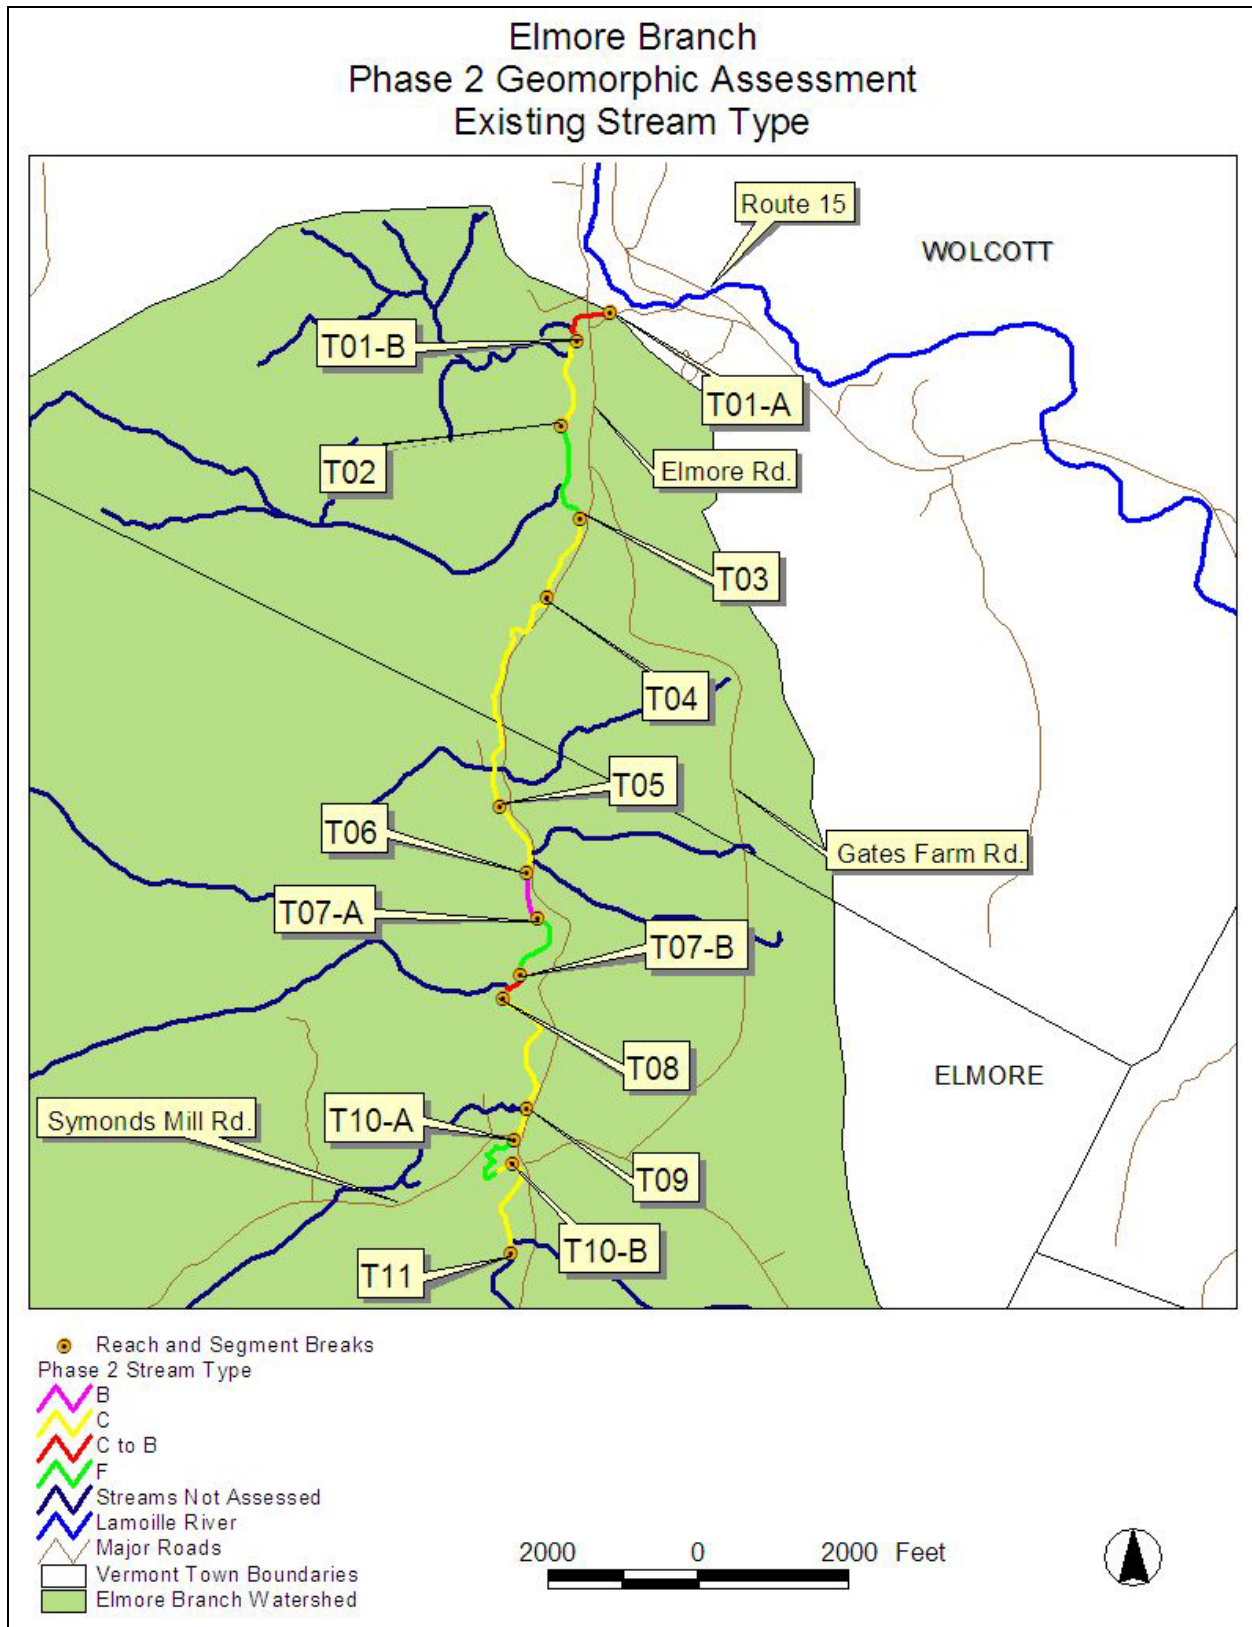 Elmore Branch
Phase 2 Geomorphic Assessment
Existing Stream Type
Route 15
WOLCOTT
T01-B
T01-A
T02
Elmore Rd.
T03
T04
T05
T06
Gates Farm Rd.
T07-A
T07-B
T08
ELMORE
Symonds Mill Rd.
T10-A
T09
T10-B
T11
Reach and Segment Breaks
Phase 2 Stream Type
B
C
C to B
F
Streams Not Assessed
Lamoille River
Major Roads
Vermont Town Boundaries
Elmore Branch Watershed
2000 0 2000 Feet